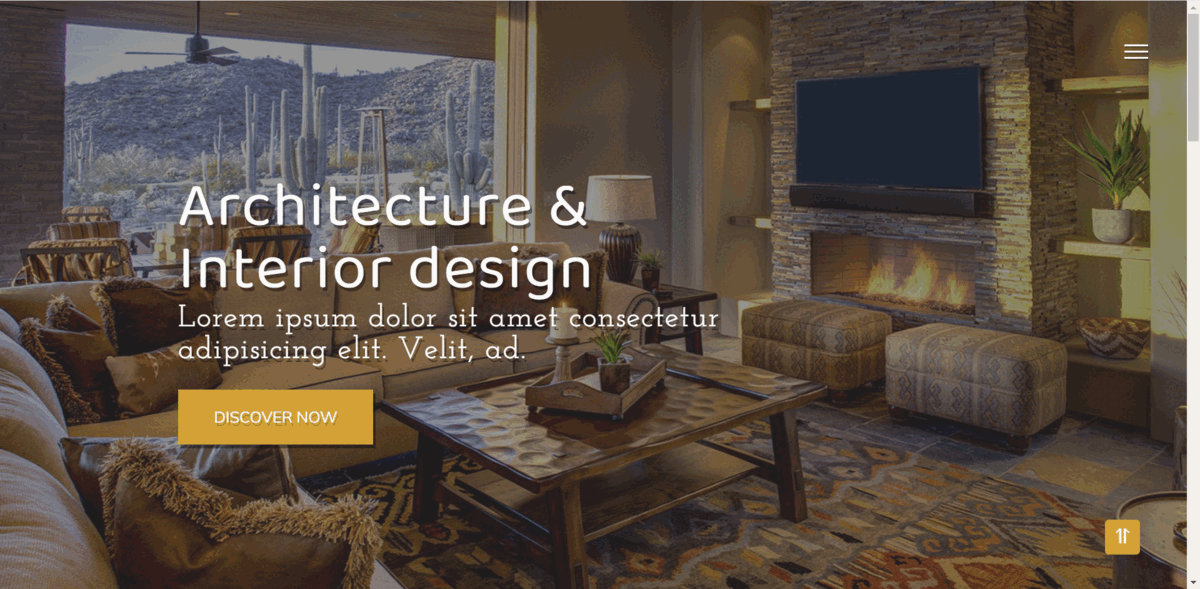 Architecture &
Interior design
Lorem ipsum dolor sit amet consectetur
adipisicing elit. Velit, ad.
DISCOVER NOW